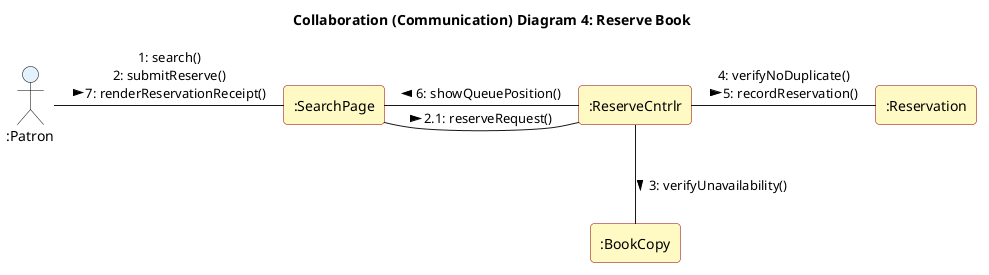 Collaboration (Communication) Diagram 4: Reserve Book
1: search()
2: submitReserve()
7: renderReservationReceipt()
:Patron
:SearchPage
6: showQueuePosition()
2.1: reserveRequest()
:ReserveCntrlr
4: verifyNoDuplicate()
5: recordReservation()
:Reservation
3: verifyUnavailability()
:BookCopy